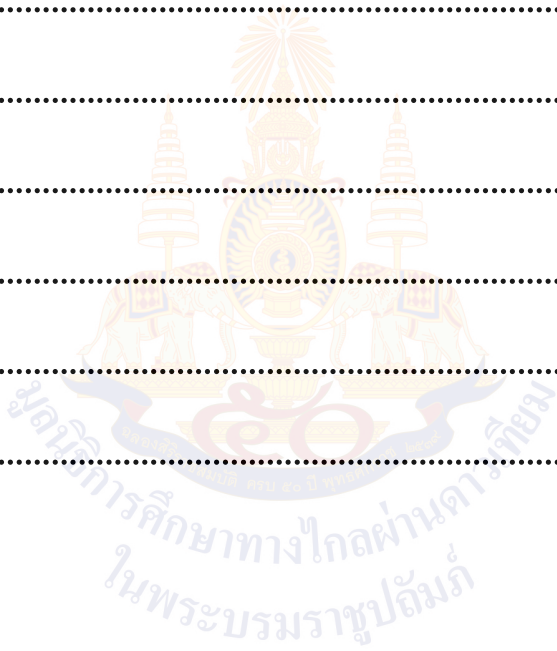 ๕๐
มูลนิธิการศึกษาทางไกลผ่านดาวเทียม
ในพระบรมราชูปถัมภ์